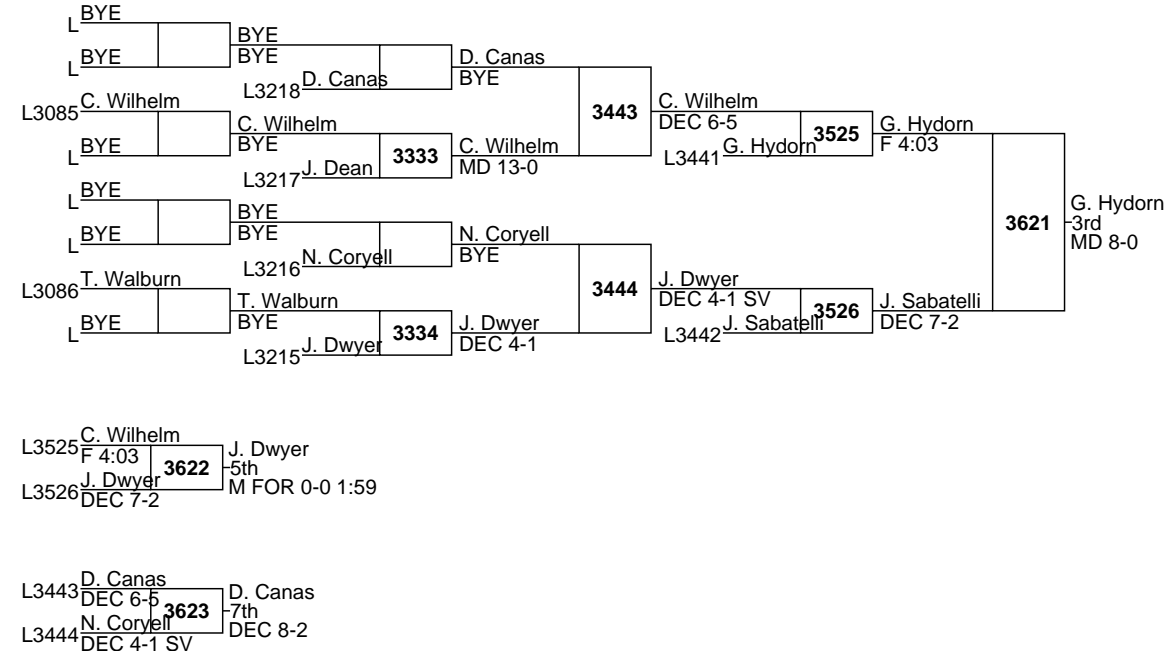 BYE
L
BYE
BYE
BYE
L
D. Canas
L3218
D. Canas
BYE
C. Wilhelm
L3085
C. Wilhelm
BYE
BYE
L
J. Dean
L3217
3333
C. Wilhelm
MD 13-0
3443
C. Wilhelm
DEC 6-5
G. Hydorn
L3441
3525
G. Hydorn
F 4:03
BYE
L
BYE
BYE
BYE
L
N. Coryell
L3216
N. Coryell
BYE
T. Walburn
L3086
T. Walburn
BYE
BYE
L
J. Dwyer
L3215
3334
J. Dwyer
DEC 4-1
3444
J. Dwyer
DEC 4-1 SV
J. Sabatelli
L3442
3526
J. Sabatelli
DEC 7-2
3621
G. Hydorn
3rd
MD 8-0
L3525
C. Wilhelm
F 4:03
L3526
J. Dwyer
DEC 7-2
3622
J. Dwyer
5th
M FOR 0-0 1:59
L3443
D. Canas
DEC 6-5
L3444
N. Coryell
DEC 4-1 SV
3623
D. Canas
7th
DEC 8-2